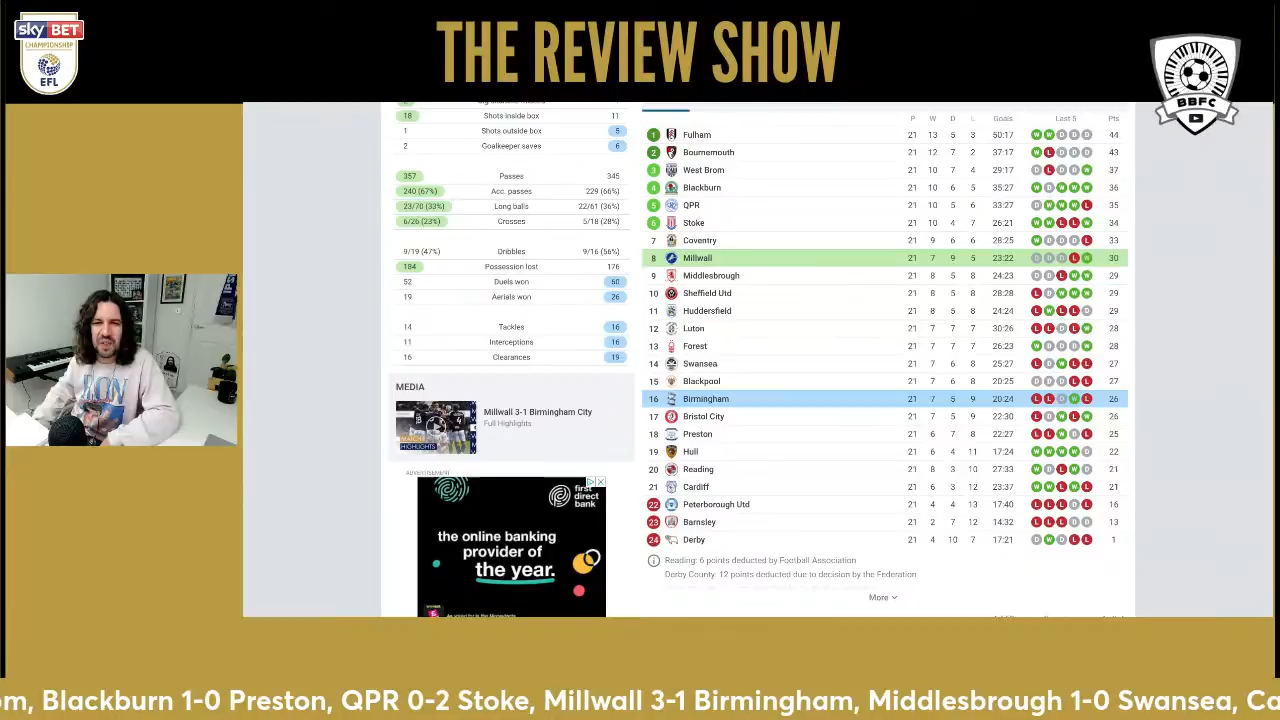 sky BET
CHAMPIONSHIP
EFL
THE REVIEW SHOW
BBFC
18 Shots inside box 11
1 Shots outside box 5
2 Goalkeeper saves 6
357 Passes 345
240 (67%) Acc. passes 229 (66%)
23/70 (33%) Long balls 22/61 (36%)
6/26 (23%) Crosses 5/18 (28%)
9/19 (47%) Dribbles 9/16 (56%)
184 Possession lost 176
52 Duels won 60
19 Aerials won 26
14 Tackles 16
11 Interceptions 16
16 Clearances 19
MEDIA
Millwall 3-1 Birmingham City
Full Highlights
MATCH
HIGHLIGHTS
ADVERTISEMENT
first
direct
bank
the online banking
provider of
the year.
P W D L Goals Last 5 Pts
1 Fulham 21 13 5 3 50:17 W W D D D 44
2 Bournemouth 21 12 7 2 37:17 W L D D D 43
3 West Brom 21 10 7 4 29:17 D L D D W 37
4 Blackburn 21 10 6 5 35:27 W D W W W 36
5 QPR 21 10 5 6 33:27 D W W W L 35
6 Stoke 21 10 4 7 26:21 W W L L W 34
7 Coventry 21 9 6 6 28:25 W D D D L 33
8 Millwall 21 7 9 5 23:22 D D D L W 30
9 Middlesbrough 21 8 5 8 24:23 D D L W W 29
10 Sheffield Utd 21 8 5 8 28:28 L D W W W 29
11 Huddersfield 21 8 5 8 24:24 L W L L D 29
12 Luton 21 7 7 7 30:26 L L D L W 28
13 Forest 21 7 7 7 26:23 W D D D W 28
14 Swansea 21 7 6 8 25:27 L D W L L 27
15 Blackpool 21 7 6 8 20:25 D D D L L 27
16 Birmingham 21 7 5 9 20:24 L L D W L 26
17 Bristol City 21 7 5 9 22:30 L D W L W 26
18 Preston 21 6 7 8 22:27 L L W D L 25
19 Hull 21 6 4 11 17:24 W W W W D 22
20 Reading 21 8 3 10 27:33 W D L W D 21
21 Cardiff 21 6 3 12 23:37 W W L W L 21
22 Peterborough Utd 21 4 4 13 17:40 L L L D L 16
23 Barnsley 21 2 7 12 14:32 L L L D D 13
24 Derby 21 4 10 7 17:21 D W D L L 1
Reading: 6 points deducted by Football Association
Derby County: 12 points deducted due to decision by the Federation
More
om, Blackburn 1-0 Preston, QPR 0-2 Stoke, Millwall 3-1 Birmingham, Middlesbrough 1-0 Swansea, Ca